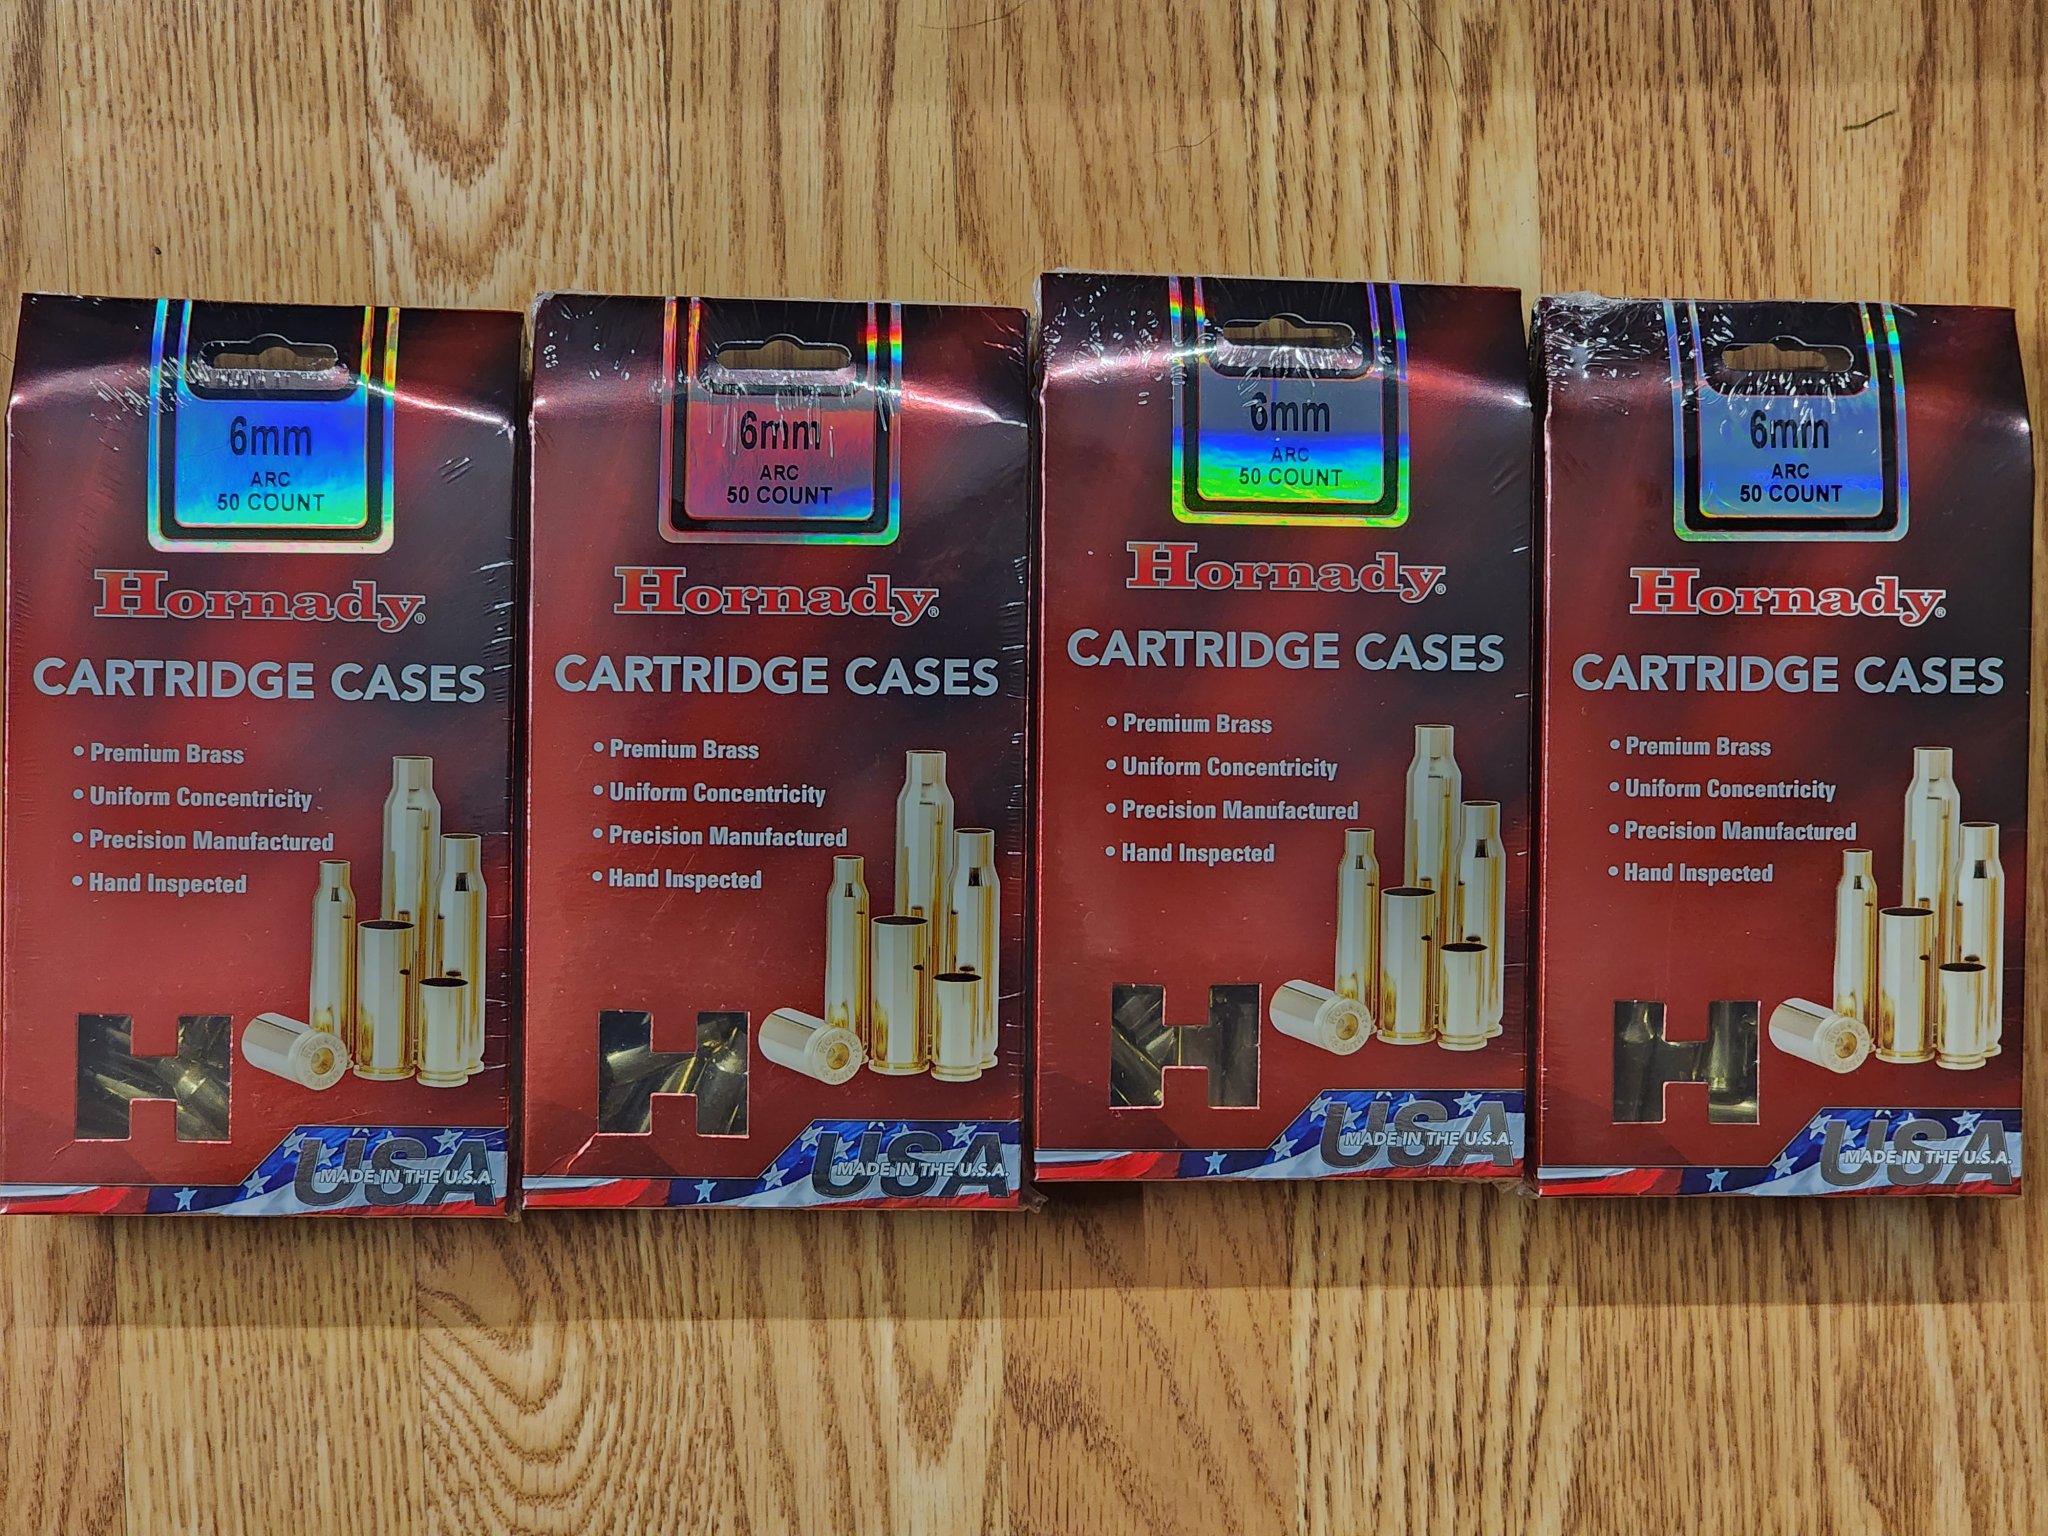 6mm
ARC
50 COUNT
Hornady®
CARTRIDGE CASES
• Premium Brass
• Uniform Concentricity
• Precision Manufactured
• Hand Inspected
USA
MADE IN THE U.S.A.
6mm
ARC
50 COUNT
Hornady®
CARTRIDGE CASES
• Premium Brass
• Uniform Concentricity
• Precision Manufactured
• Hand Inspected
USA
MADE IN THE U.S.A.
6mm
ARC
50 COUNT
Hornady®
CARTRIDGE CASES
• Premium Brass
• Uniform Concentricity
• Precision Manufactured
• Hand Inspected
USA
MADE IN THE U.S.A.
6mm
ARC
50 COUNT
Hornady®
CARTRIDGE CASES
• Premium Brass
• Uniform Concentricity
• Precision Manufactured
• Hand Inspected
USA
MADE IN THE U.S.A.